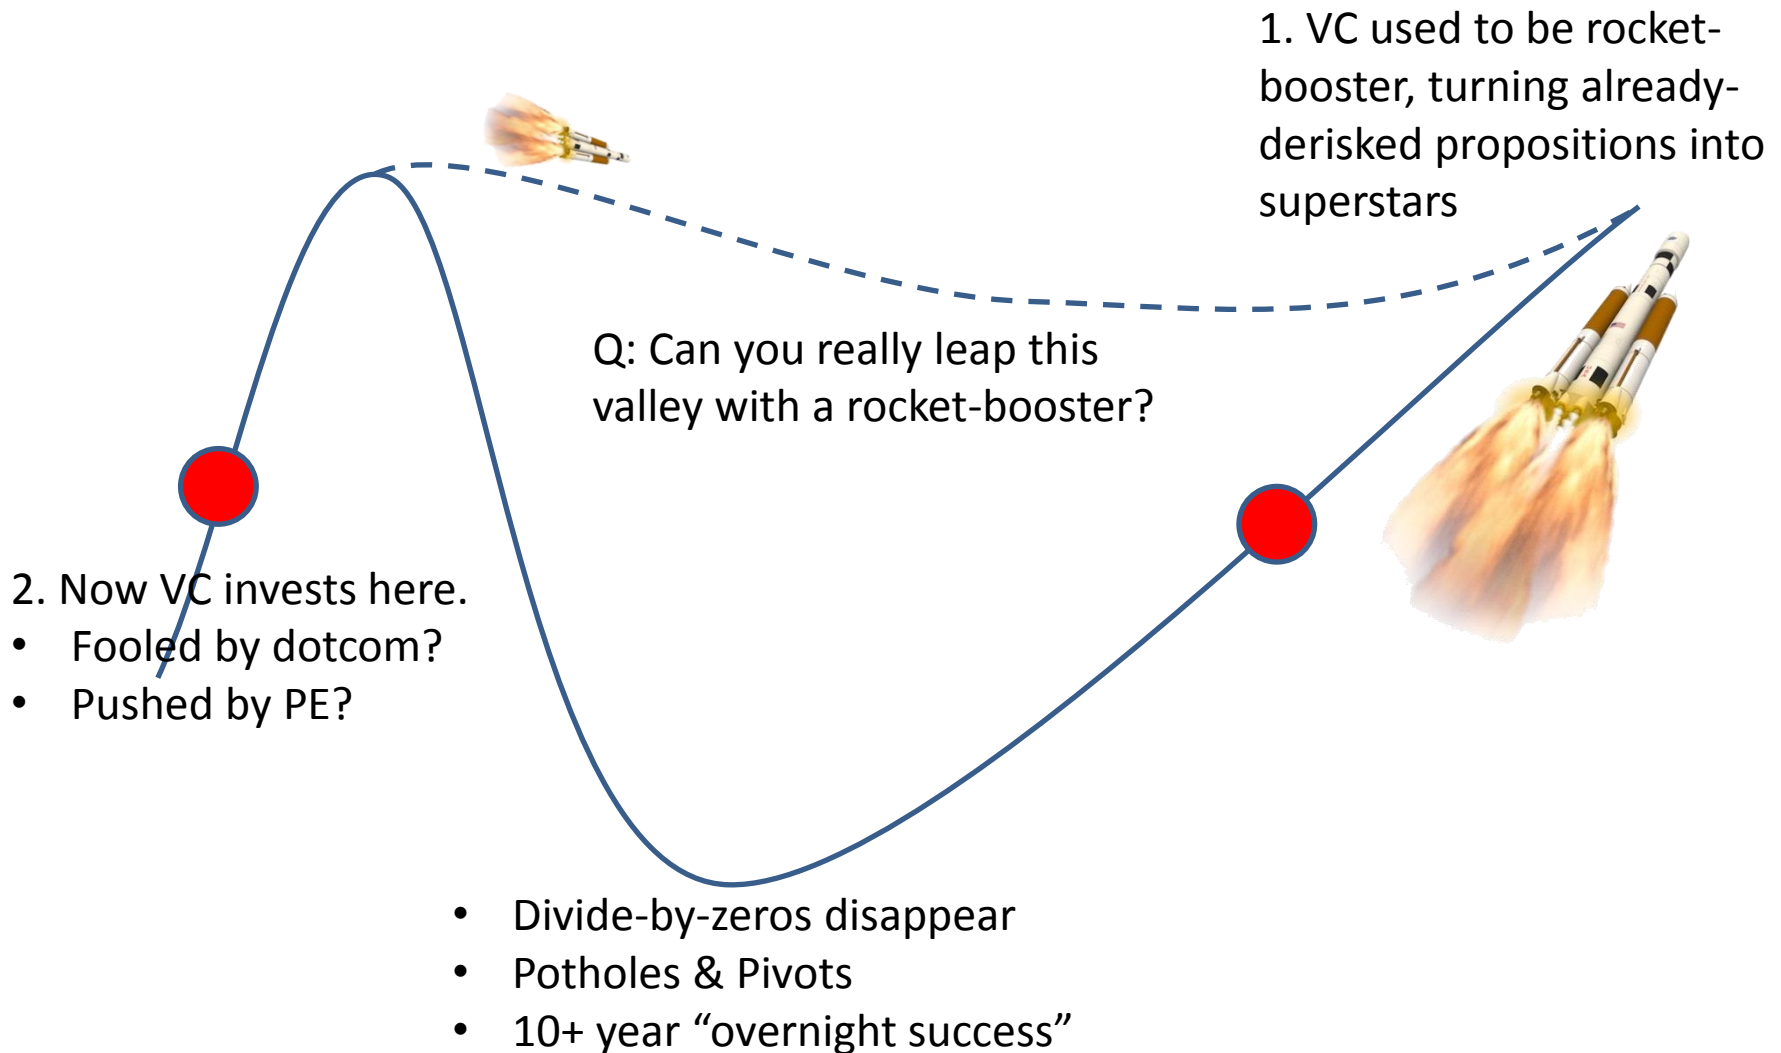 1. VC used to be rocket-
booster, turning already-
derisked propositions into
superstars
Q: Can you really leap this
valley with a rocket-booster?
2. Now VC invests here.
• Fooled by dotcom?
• Pushed by PE?
• Divide-by-zeros disappear
• Potholes & Pivots
• 10+ year “overnight success”